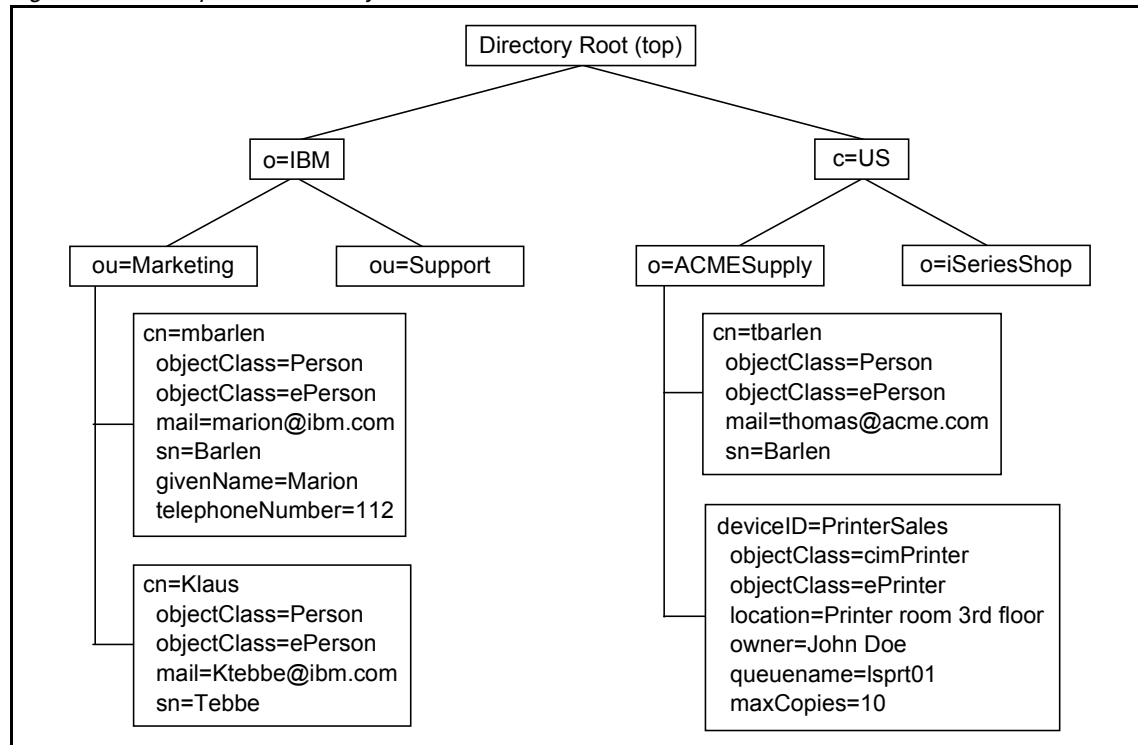 Directory Root (top)
o=IBM
c=US
ou=Marketing
ou=Support
o=ACMESupply
o=iSeriesShop
cn=mbarlen
objectClass=Person
objectClass=ePerson
mail=marion@ibm.com
sn=Barlen
givenName=Marion
telephoneNumber=112
cn=Klaus
objectClass=Person
objectClass=ePerson
mail=Ktebbe@ibm.com
sn=Tebbe
cn=tbarlen
objectClass=Person
objectClass=ePerson
mail=thomas@acme.com
sn=Barlen
deviceID=PrinterSales
objectClass=cimPrinter
objectClass=ePrinter
location=Printer room 3rd floor
owner=John Doe
queuename=lsprt01
maxCopies=10